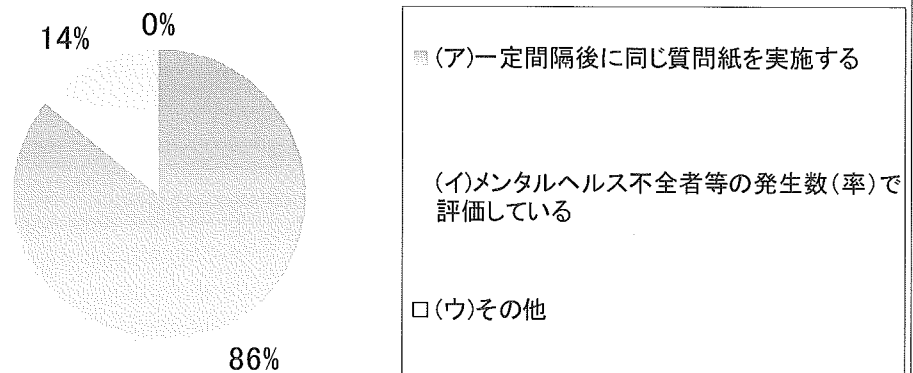 14%
0%
86%
(ア)一定間隔後に同じ質問紙を実施する
(イ)メンタルヘルス不全者等の発生数(率)で
評価している
(ウ)その他